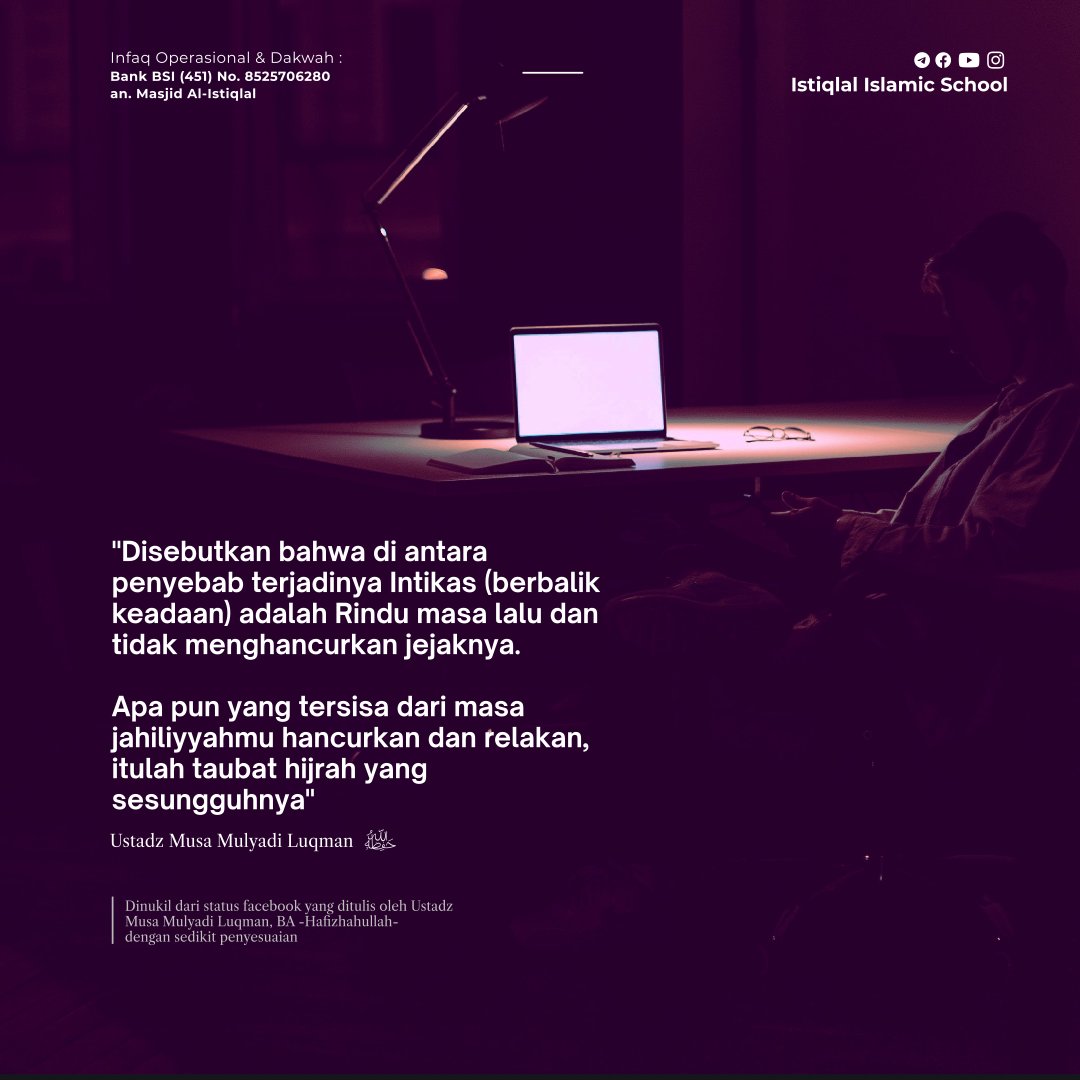 Infaq Operasional & Dakwah :
Bank BSI (451) No. 8525706280
an. Masjid Al-Istiqlal
Istiqlal Islamic School
"Disebutkan bahwa di antara
penyebab terjadinya Intikas (berbalik
keadaan) adalah Rindu masa lalu dan
tidak menghancurkan jejaknya.
Apa pun yang tersisa dari masa
jahiliyyahmu hancurkan dan relakan,
itulah taubat hijrah yang
sesungguhnya"
Ustadz Musa Mulyadi Luqman حفظه الله
Dinukil dari status facebook yang ditulis oleh Ustadz
Musa Mulyadi Luqman, BA -Hafizhahullah-
dengan sedikit penyesuaian